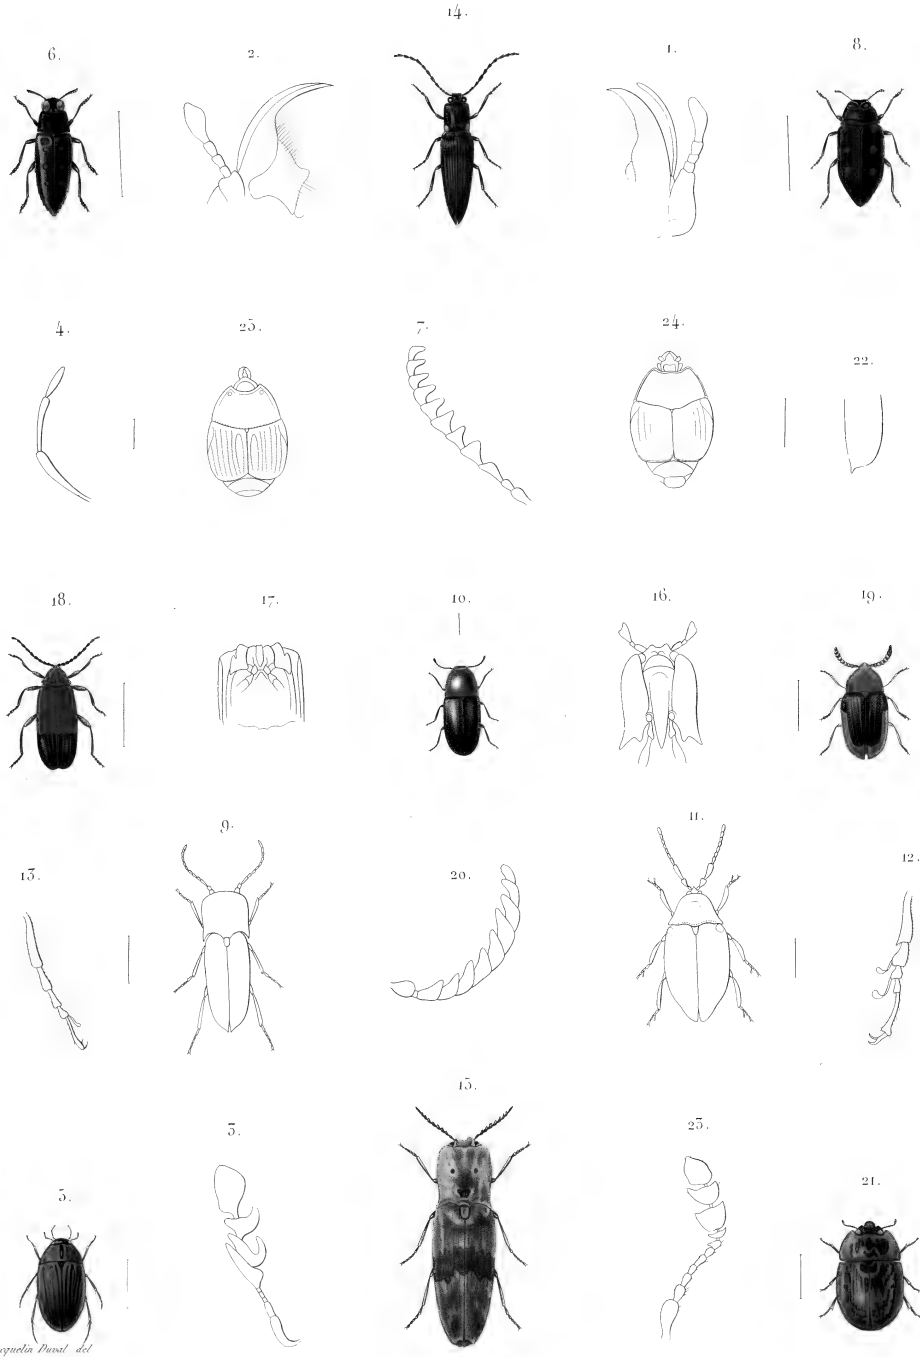 14.
6. 2. 1. 8.
4. 25. 7. 24. 22.
18. 17. 10. 16. 19.
13. 9. 20. 11. 12.
5. 3. 15. 23. 21.
cquelin Duval del